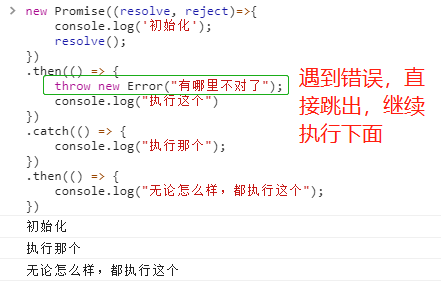 > new Promise((resolve, reject)=>{
console.log('初始化');
resolve();
})
.then(() => {
throw new Error("有哪里不对了");
console.log("执行这个")
})
.catch(() => {
console.log("执行那个");
})
.then(() => {
console.log("无论怎么样，都执行这个");
})
遇到错误，直
接跳出，继续
执行下面
初始化
执行那个
无论怎么样，都执行这个